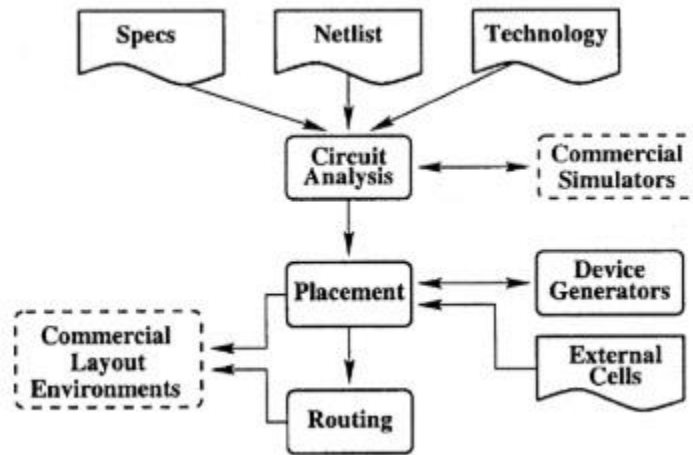 Specs
Netlist
Technology
Circuit
Analysis
Commercial
Simulators
Placement
Device
Generators
Commercial
Layout
Environments
External
Cells
Routing